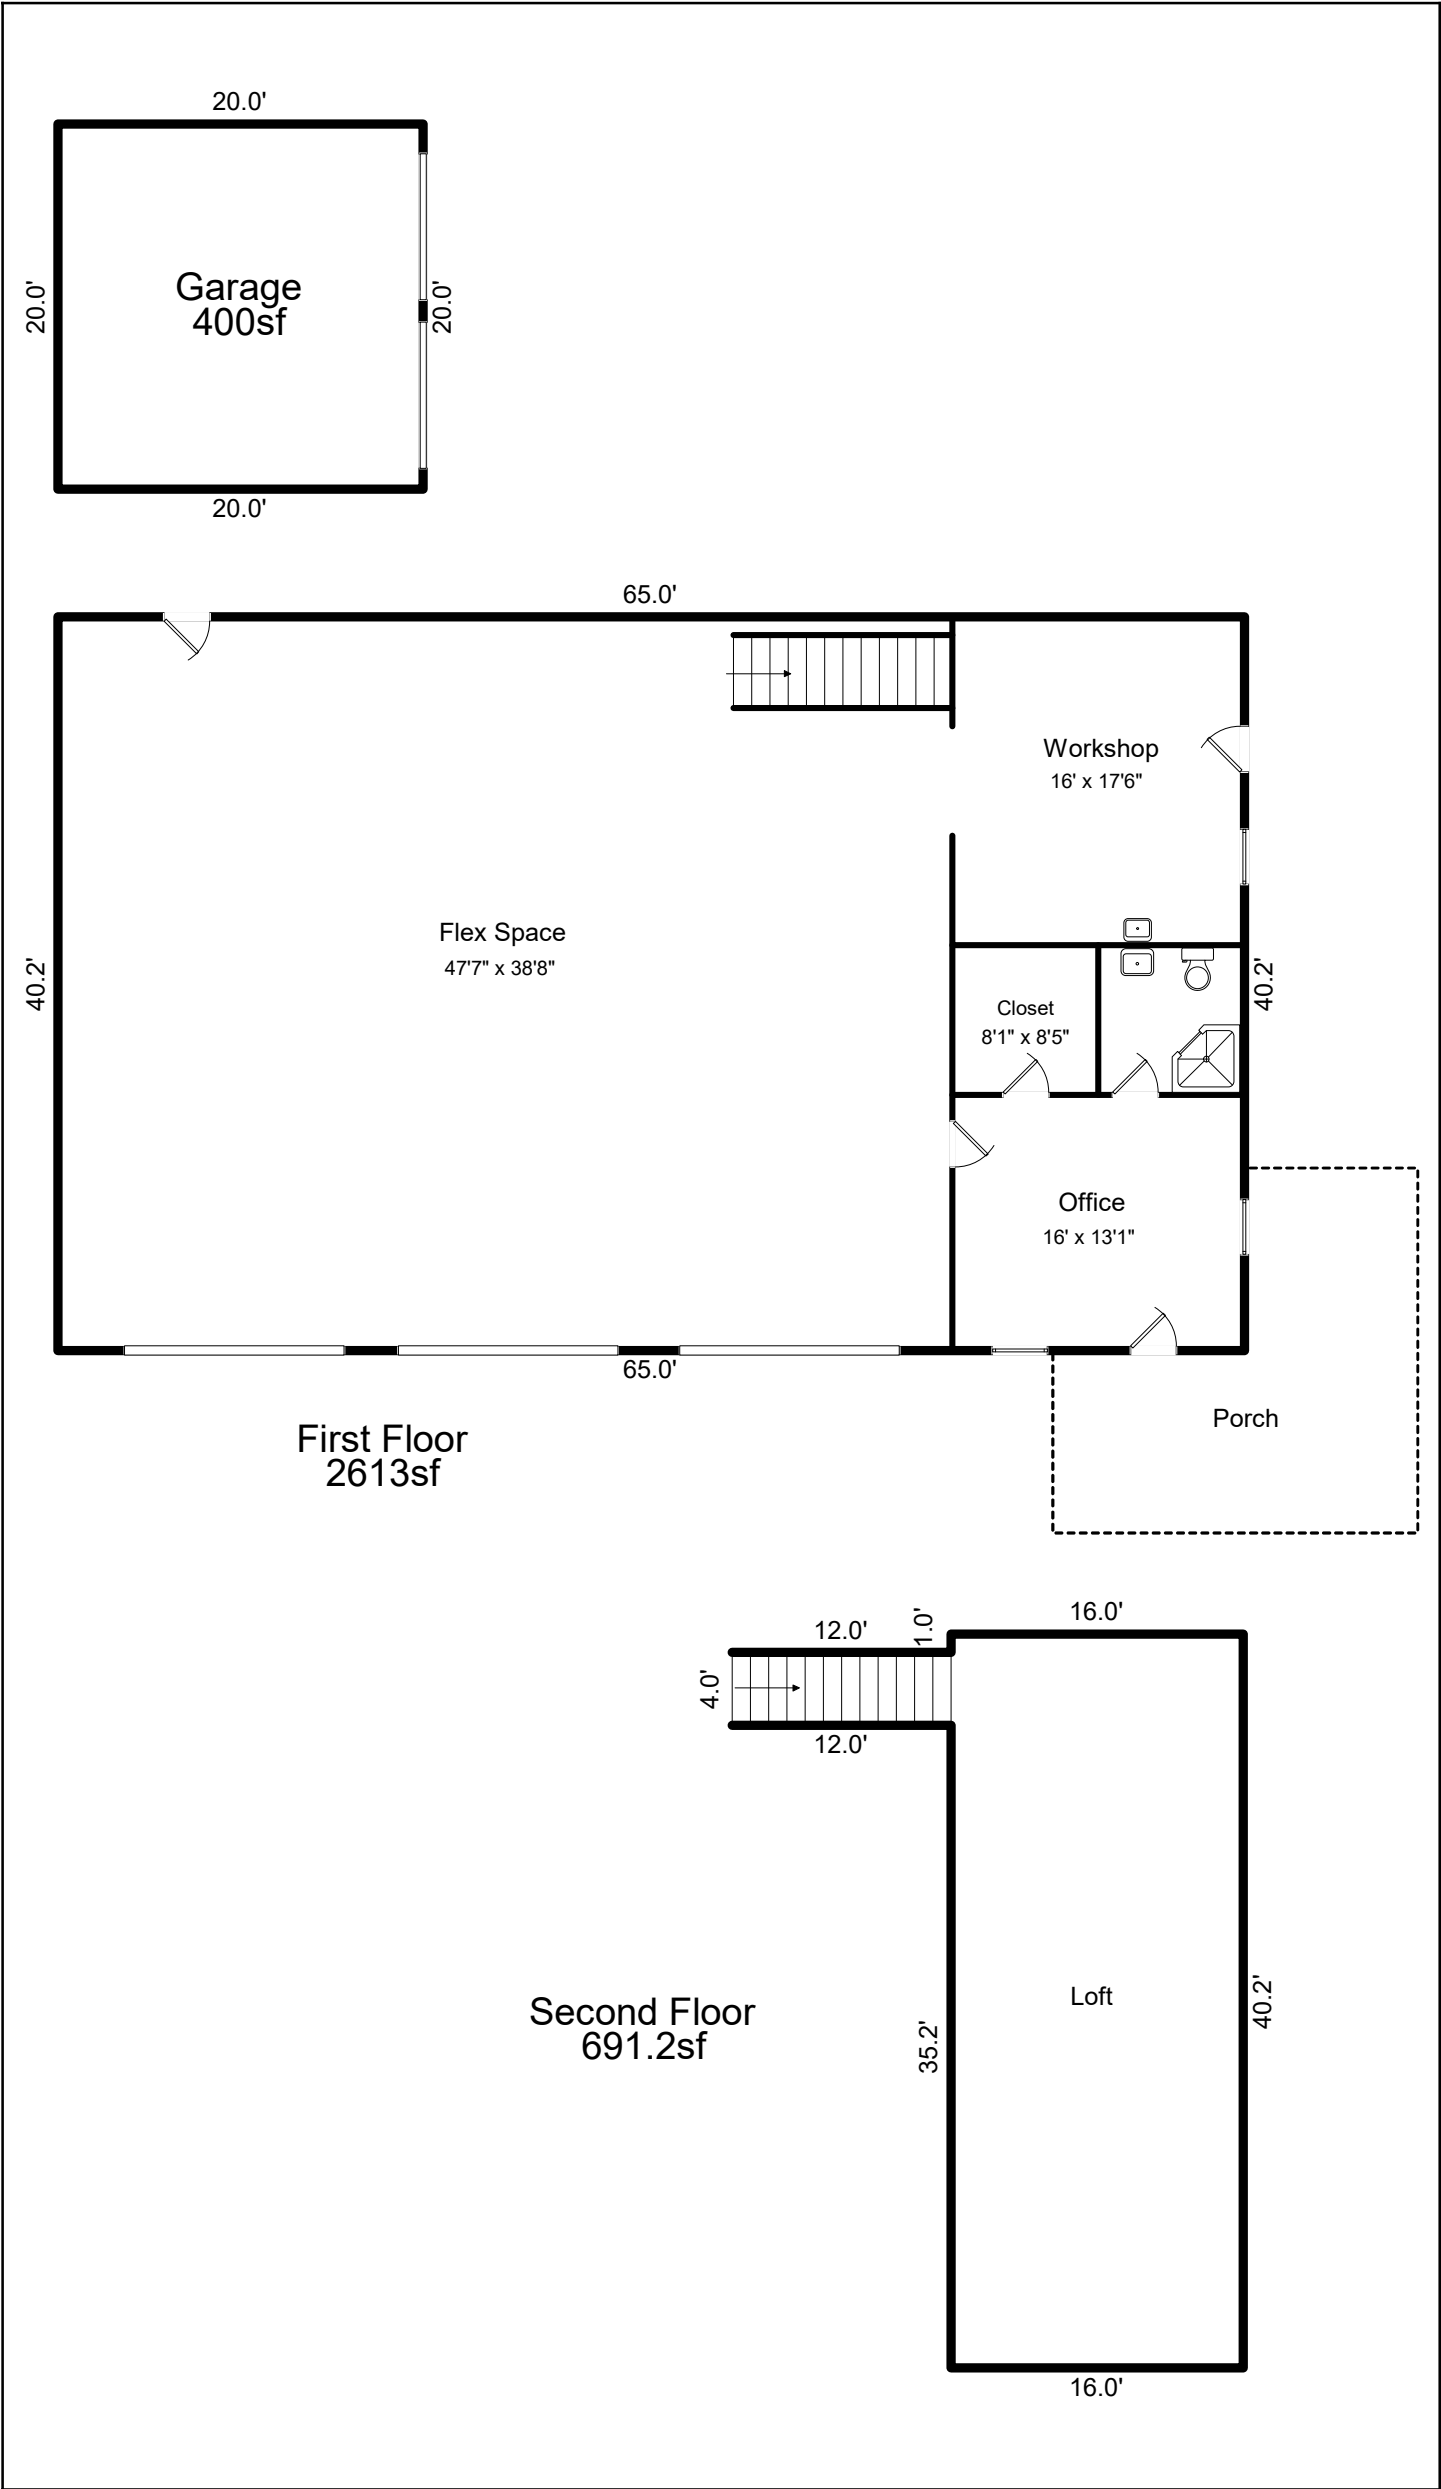 20.0'
20.0'
Garage
400sf
20.0'
20.0'
65.0'
Workshop
16' x 17'6"
Flex Space
47'7" x 38'8"
40.2'
40.2'
Closet
8'1" x 8'5"
Office
16' x 13'1"
65.0'
Porch
First Floor
2613sf
16.0'
12.0'
1.0'
4.0'
12.0'
Loft
40.2'
Second Floor
691.2sf
35.2'
16.0'